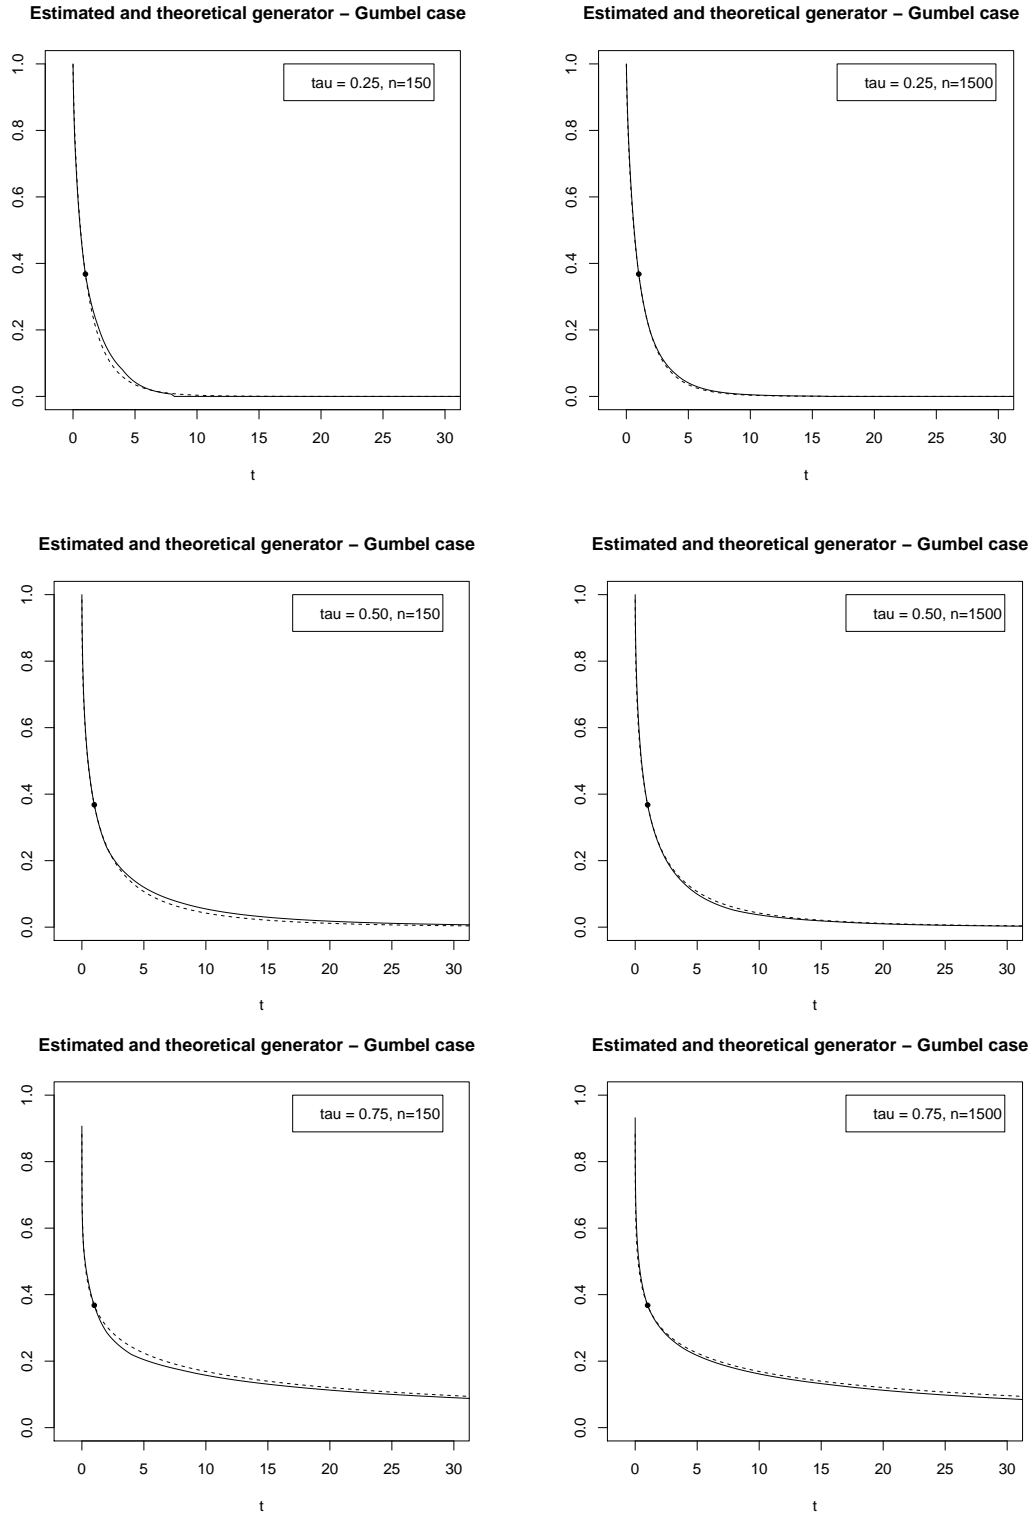 Estimated and theoretical generator – Gumbel case
tau = 0.25, n=150
0.0 0.2 0.4 0.6 0.8 1.0
0 5 10 15 20 25 30
t
Estimated and theoretical generator – Gumbel case
tau = 0.25, n=1500
0.0 0.2 0.4 0.6 0.8 1.0
0 5 10 15 20 25 30
t
Estimated and theoretical generator – Gumbel case
tau = 0.50, n=150
0.0 0.2 0.4 0.6 0.8 1.0
0 5 10 15 20 25 30
t
Estimated and theoretical generator – Gumbel case
tau = 0.50, n=1500
0.0 0.2 0.4 0.6 0.8 1.0
0 5 10 15 20 25 30
t
Estimated and theoretical generator – Gumbel case
tau = 0.75, n=150
0.0 0.2 0.4 0.6 0.8 1.0
0 5 10 15 20 25 30
t
Estimated and theoretical generator – Gumbel case
tau = 0.75, n=1500
0.0 0.2 0.4 0.6 0.8 1.0
0 5 10 15 20 25 30
t